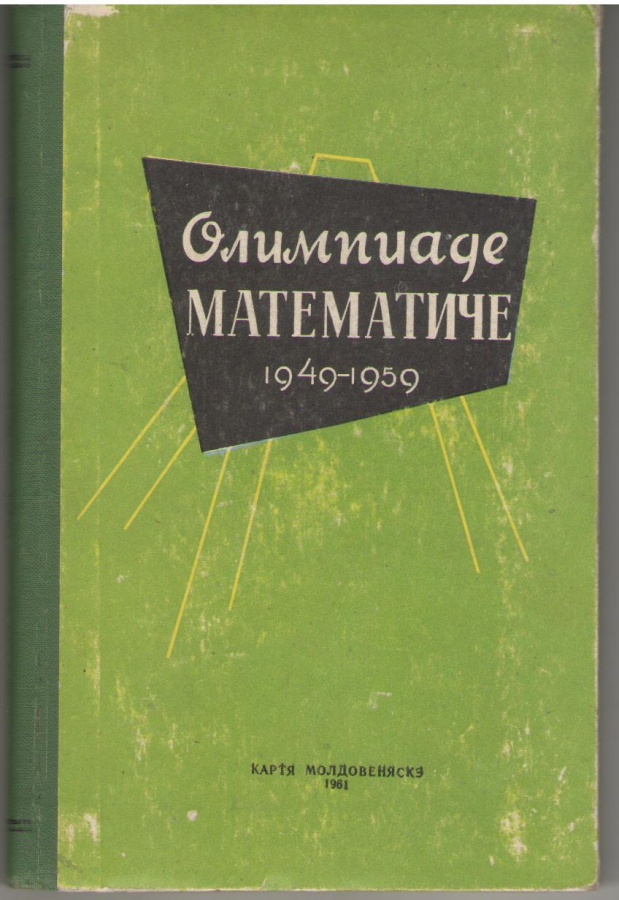 Олимпиаде
МАТЕМАТИЧЕ
1949-1959
КАРТЯ МОЛДОВЕНЯСКЭ
1961